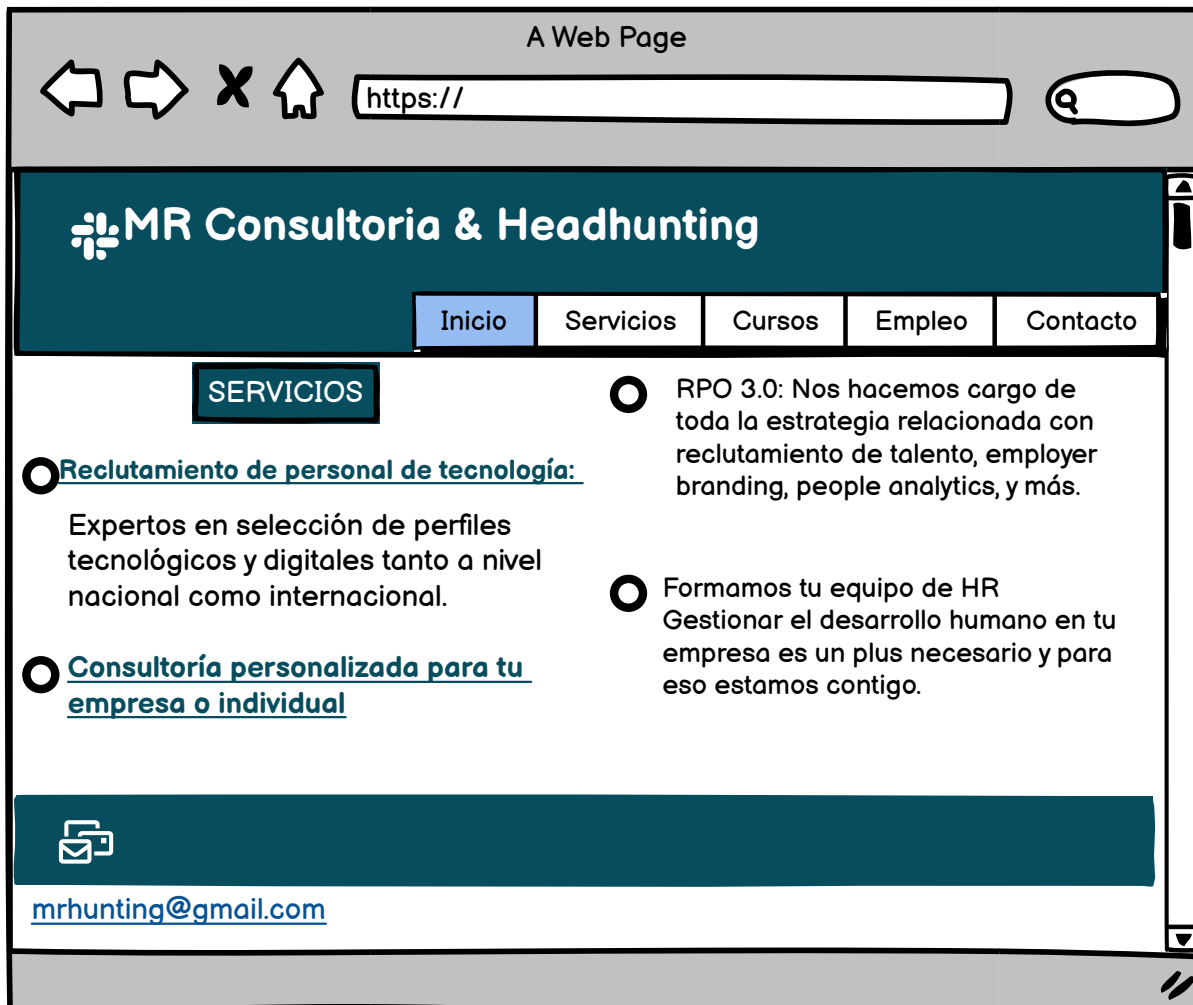 A Web Page
https://
MR Consultoria & Headhunting
Inicio Servicios Cursos Empleo Contacto
SERVICIOS
Reclutamiento de personal de tecnología:
Expertos en selección de perfiles
tecnológicos y digitales tanto a nivel
nacional como internacional.
Consultoría personalizada para tu
empresa o individual
RPO 3.0: Nos hacemos cargo de
toda la estrategia relacionada con
reclutamiento de talento, employer
branding, people analytics, y más.
Formamos tu equipo de HR
Gestionar el desarrollo humano en tu
empresa es un plus necesario y para
eso estamos contigo.
mrhunting@gmail.com